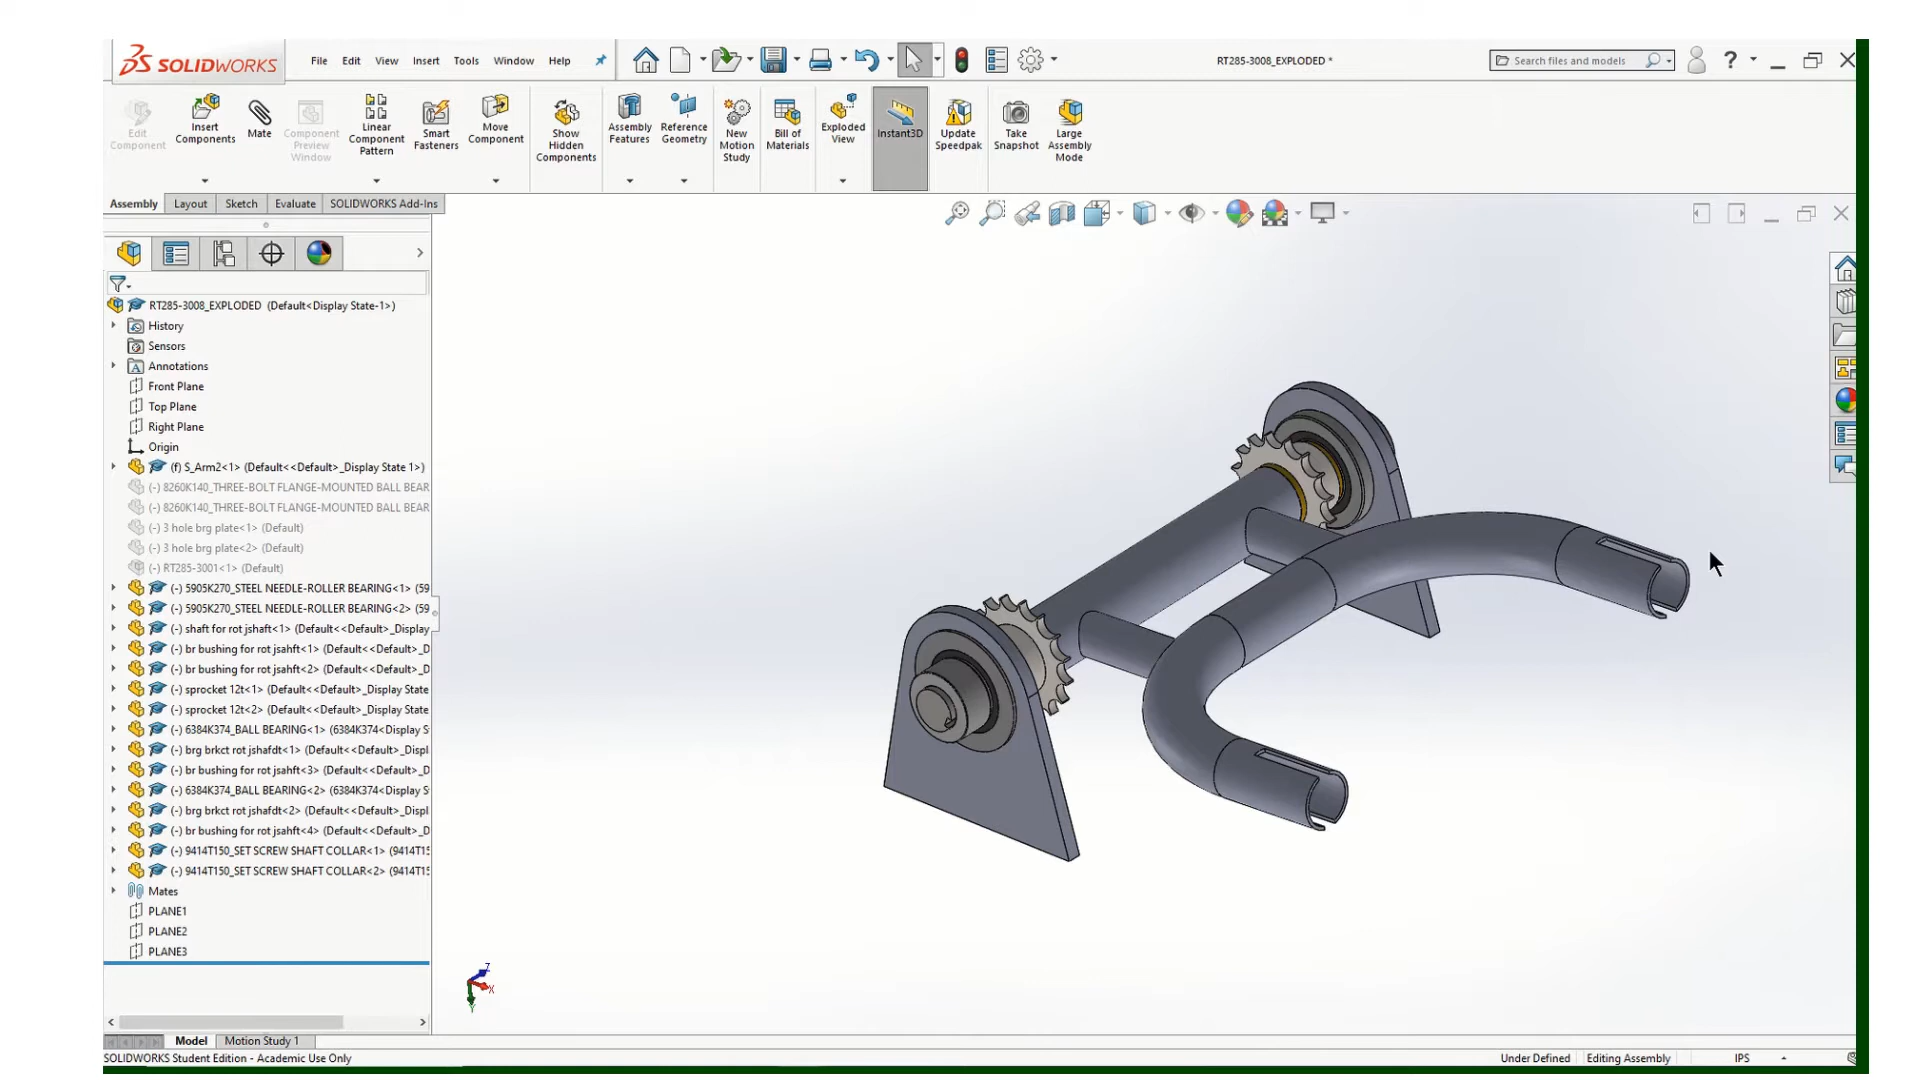 SOLIDWORKS File Edit View Insert Tools Window Help RT285-3008_EXPLODED * Search files and models ?
Edit Component
Insert Components
Mate
Component Preview Window
Linear Component Pattern
Smart Fasteners
Move Component
Show Hidden Components
Assembly Features
Reference Geometry
New Motion Study
Bill of Materials
Exploded View
Instant3D
Update Speedpak
Take Snapshot
Large Assembly Mode
Assembly Layout Sketch Evaluate SOLIDWORKS Add-Ins
RT285-3008_EXPLODED (Default<Display State-1>)
History
Sensors
Annotations
Front Plane
Top Plane
Right Plane
Origin
(f) S_Arm2<1> (Default<<Default>_Display State 1>)
(-) 8260K140_THREE-BOLT FLANGE-MOUNTED BALL BEAR
(-) 8260K140_THREE-BOLT FLANGE-MOUNTED BALL BEAR
(-) 3 hole brg plate<1> (Default)
(-) 3 hole brg plate<2> (Default)
(-) RT285-3001<1> (Default)
(-) 5905K270_STEEL NEEDLE-ROLLER BEARING<1> (59
(-) 5905K270_STEEL NEEDLE-ROLLER BEARING<2> (59
(-) shaft for rot jshaft<1> (Default<<Default>_Display
(-) br bushing for rot jsahft<1> (Default<<Default>_D
(-) br bushing for rot jsahft<2> (Default<<Default>_D
(-) sprocket 12t<1> (Default<<Default>_Display State
(-) sprocket 12t<2> (Default<<Default>_Display State
(-) 6384K374_BALL BEARING<1> (6384K374<Display S
(-) brg brkct rot jshafdt<1> (Default<<Default>_Displ
(-) br bushing for rot jsahft<3> (Default<<Default>_D
(-) 6384K374_BALL BEARING<2> (6384K374<Display S
(-) brg brkct rot jshafdt<2> (Default<<Default>_Displ
(-) br bushing for rot jsahft<4> (Default<<Default>_D
(-) 9414T150_SET SCREW SHAFT COLLAR<1> (9414T15
(-) 9414T150_SET SCREW SHAFT COLLAR<2> (9414T15
Mates
PLANE1
PLANE2
PLANE3
Z
X
Y
Model Motion Study 1
SOLIDWORKS Student Edition - Academic Use Only Under Defined Editing Assembly IPS